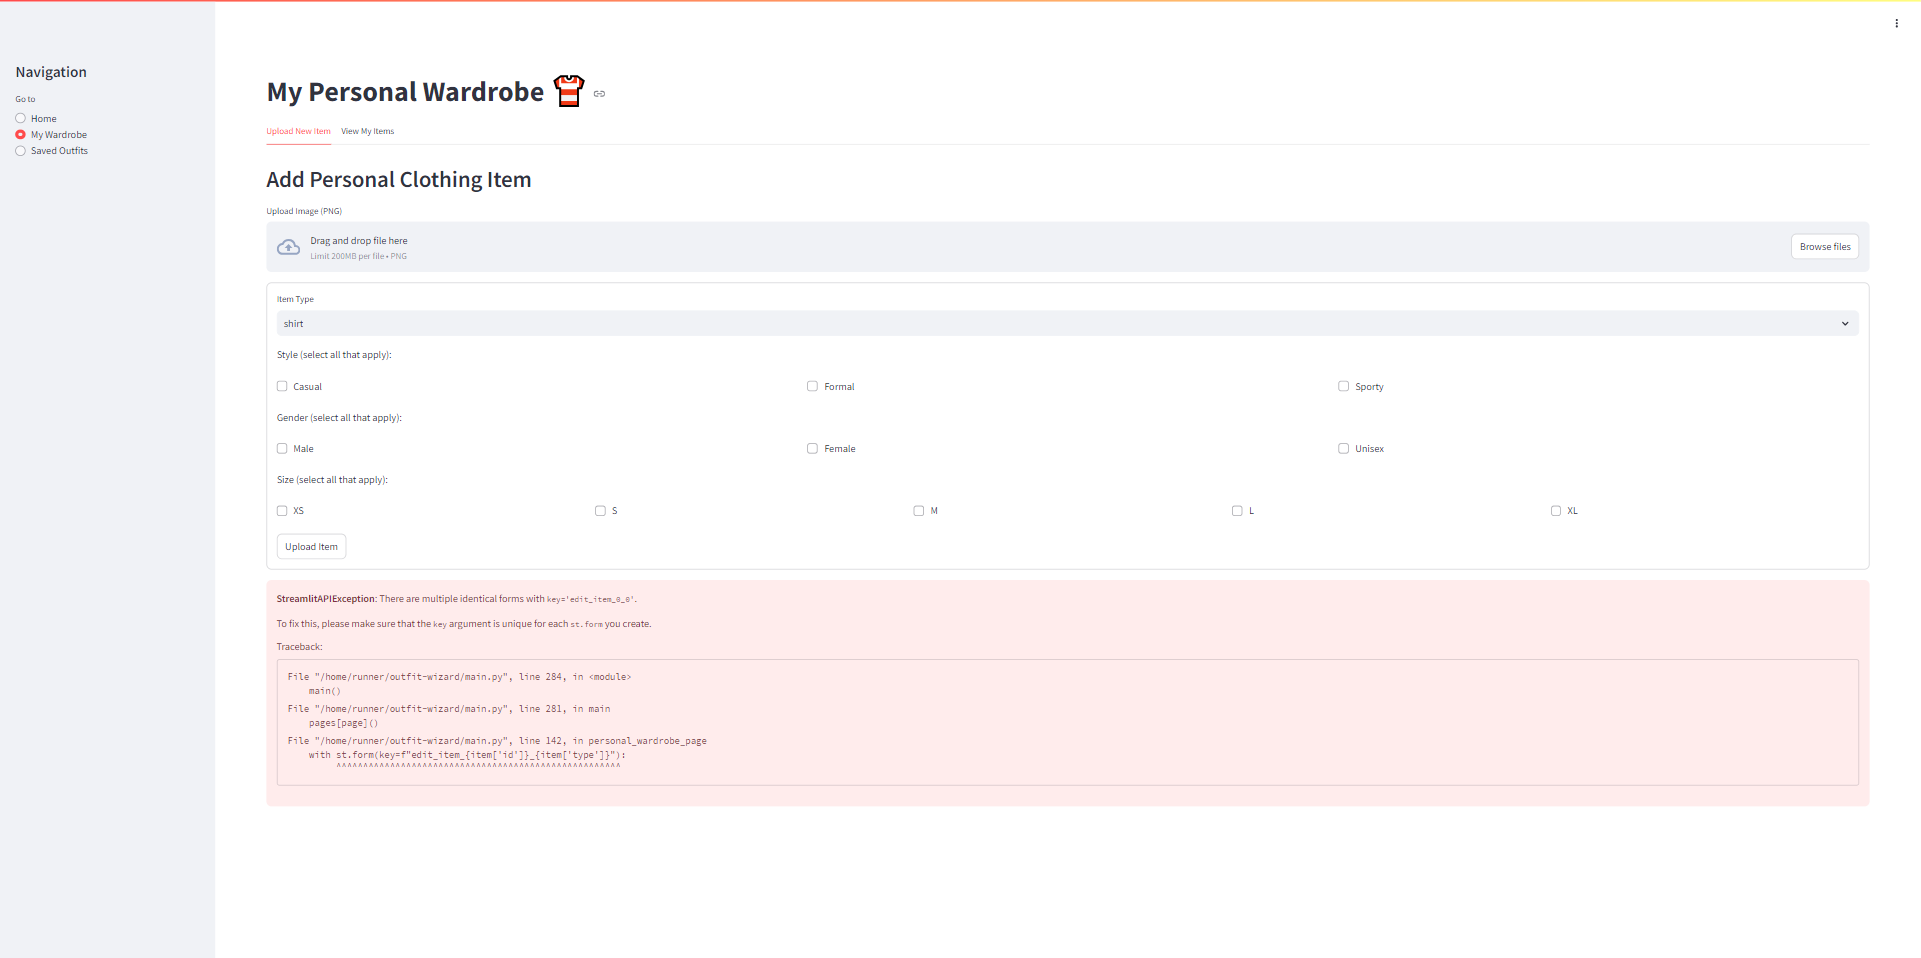 Navigation
Go to
Home
My Wardrobe
Saved Outfits
My Personal Wardrobe
Upload New Item View My Items
Add Personal Clothing Item
Upload Image (PNG)
Drag and drop file here
Limit 200MB per file • PNG
Browse files
Item Type
shirt
Style (select all that apply):
Casual Formal Sporty
Gender (select all that apply):
Male Female Unisex
Size (select all that apply):
XS S M L XL
Upload Item
StreamlitAPIException: There are multiple identical forms with key='edit_item_0_0'.
To fix this, please make sure that the key argument is unique for each st.form you create.
Traceback:
File "/home/runner/outfit-wizard/main.py", line 284, in <module>
main()
File "/home/runner/outfit-wizard/main.py", line 281, in main
pages[page]()
File "/home/runner/outfit-wizard/main.py", line 142, in personal_wardrobe_page
with st.form(key=f"edit_item_{item['id']}_{item['type']}"):
^^^^^^^^^^^^^^^^^^^^^^^^^^^^^^^^^^^^^^^^^^^^^^^^^^^^^